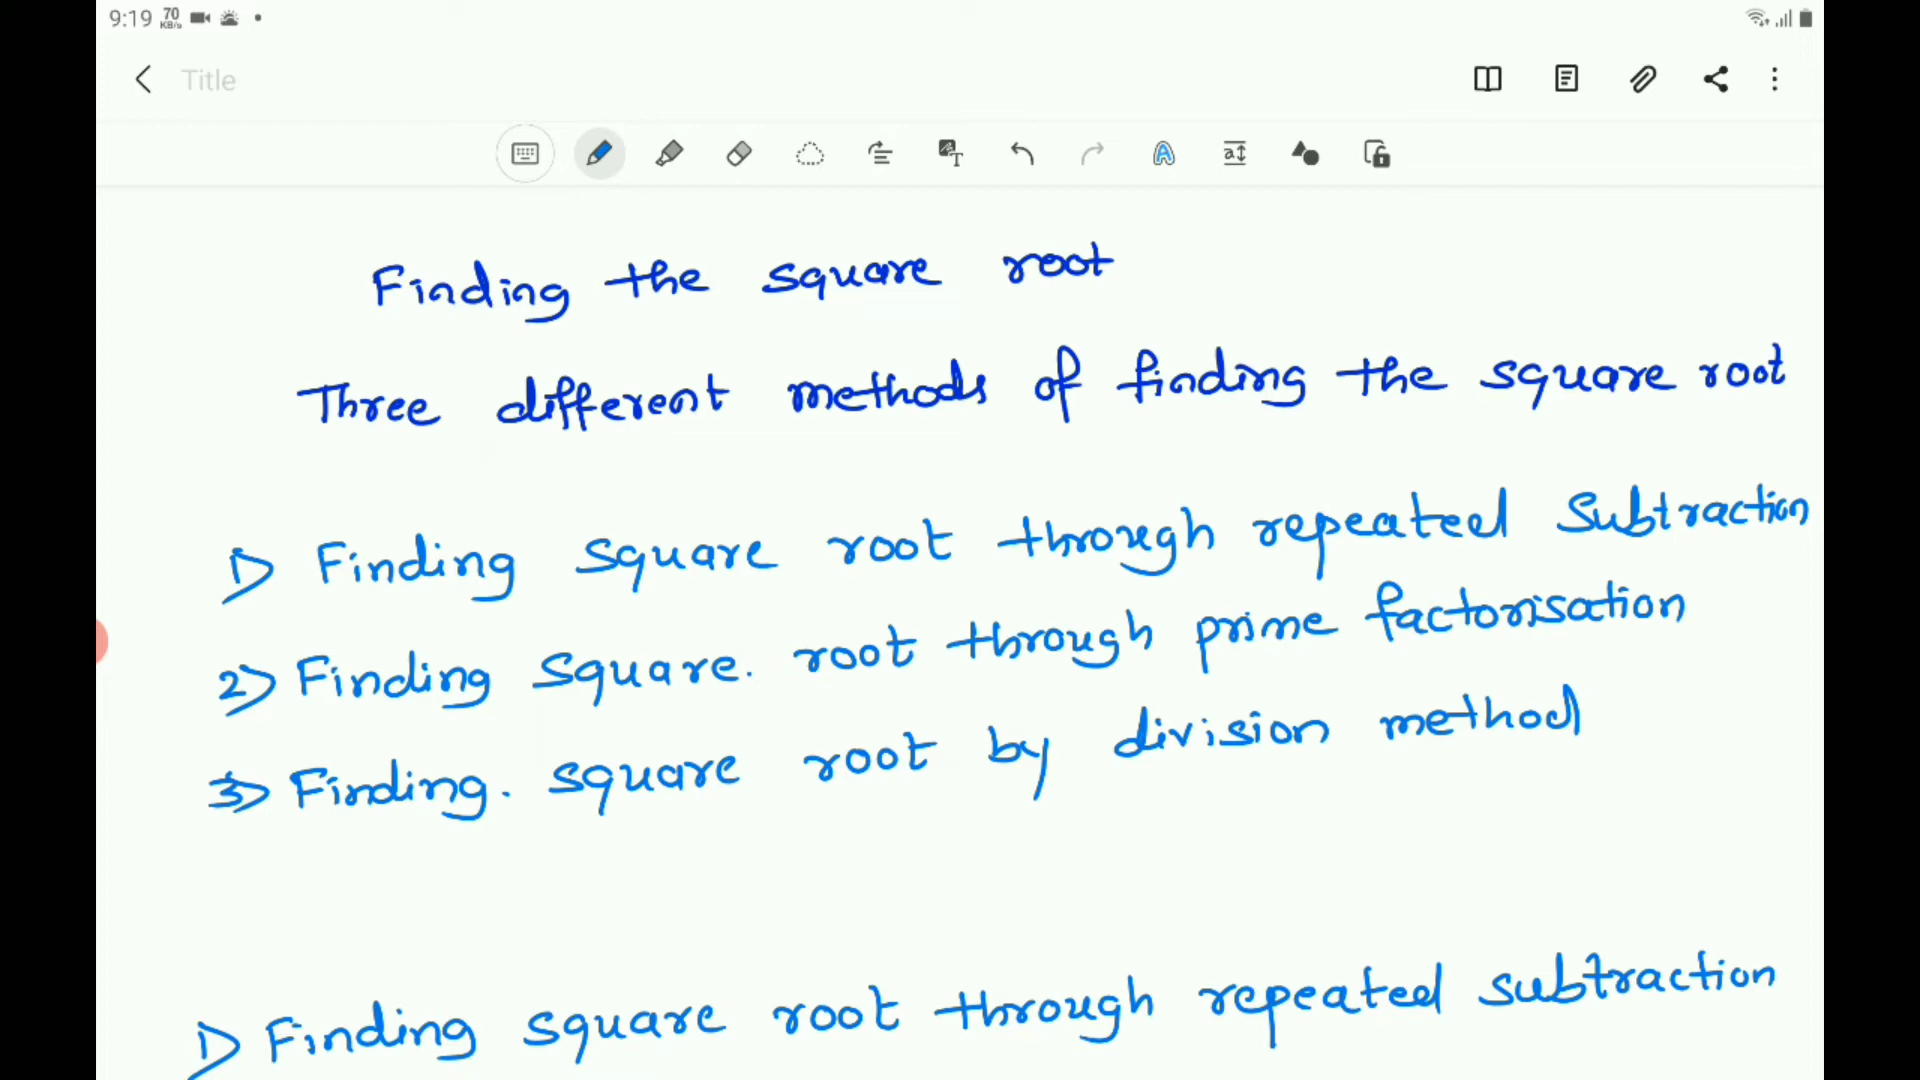 9:19 70 KB/s
Title
Finding the square root
Three different methods of finding the square root
1) Finding square root through repeated subtraction
2) Finding square. root through prime factorisation
3) Finding. square root by division method
1) Finding square root through repeated subtraction